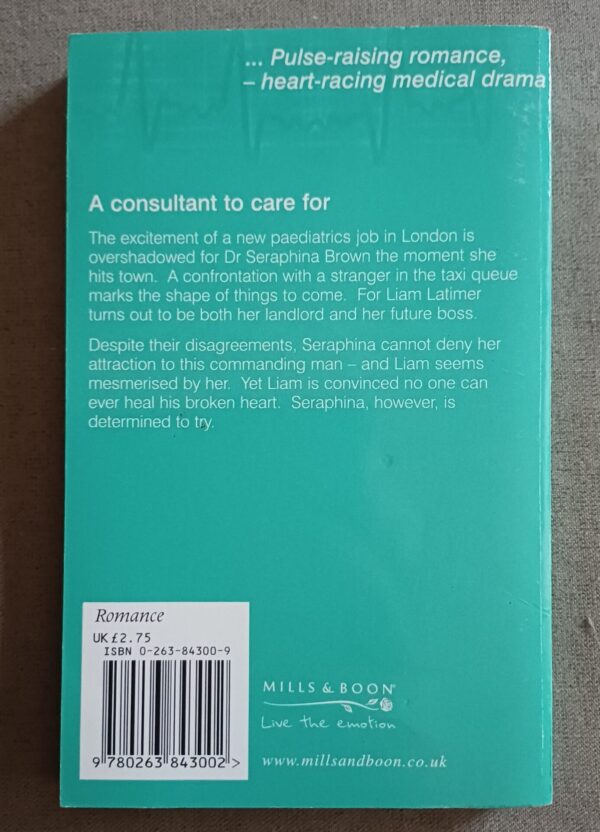 ... Pulse-raising romance,
– heart-racing medical drama
A consultant to care for
The excitement of a new paediatrics job in London is
overshadowed for Dr Seraphina Brown the moment she
hits town. A confrontation with a stranger in the taxi queue
marks the shape of things to come. For Liam Latimer
turns out to be both her landlord and her future boss.
Despite their disagreements, Seraphina cannot deny her
attraction to this commanding man – and Liam seems
mesmerised by her. Yet Liam is convinced no one can
ever heal his broken heart. Seraphina, however, is
determined to try.
Romance
UK £2.75
ISBN 0-263-84300-9
9 780263 843002 >
MILLS & BOON®
Live the emotion
www.millsandboon.co.uk